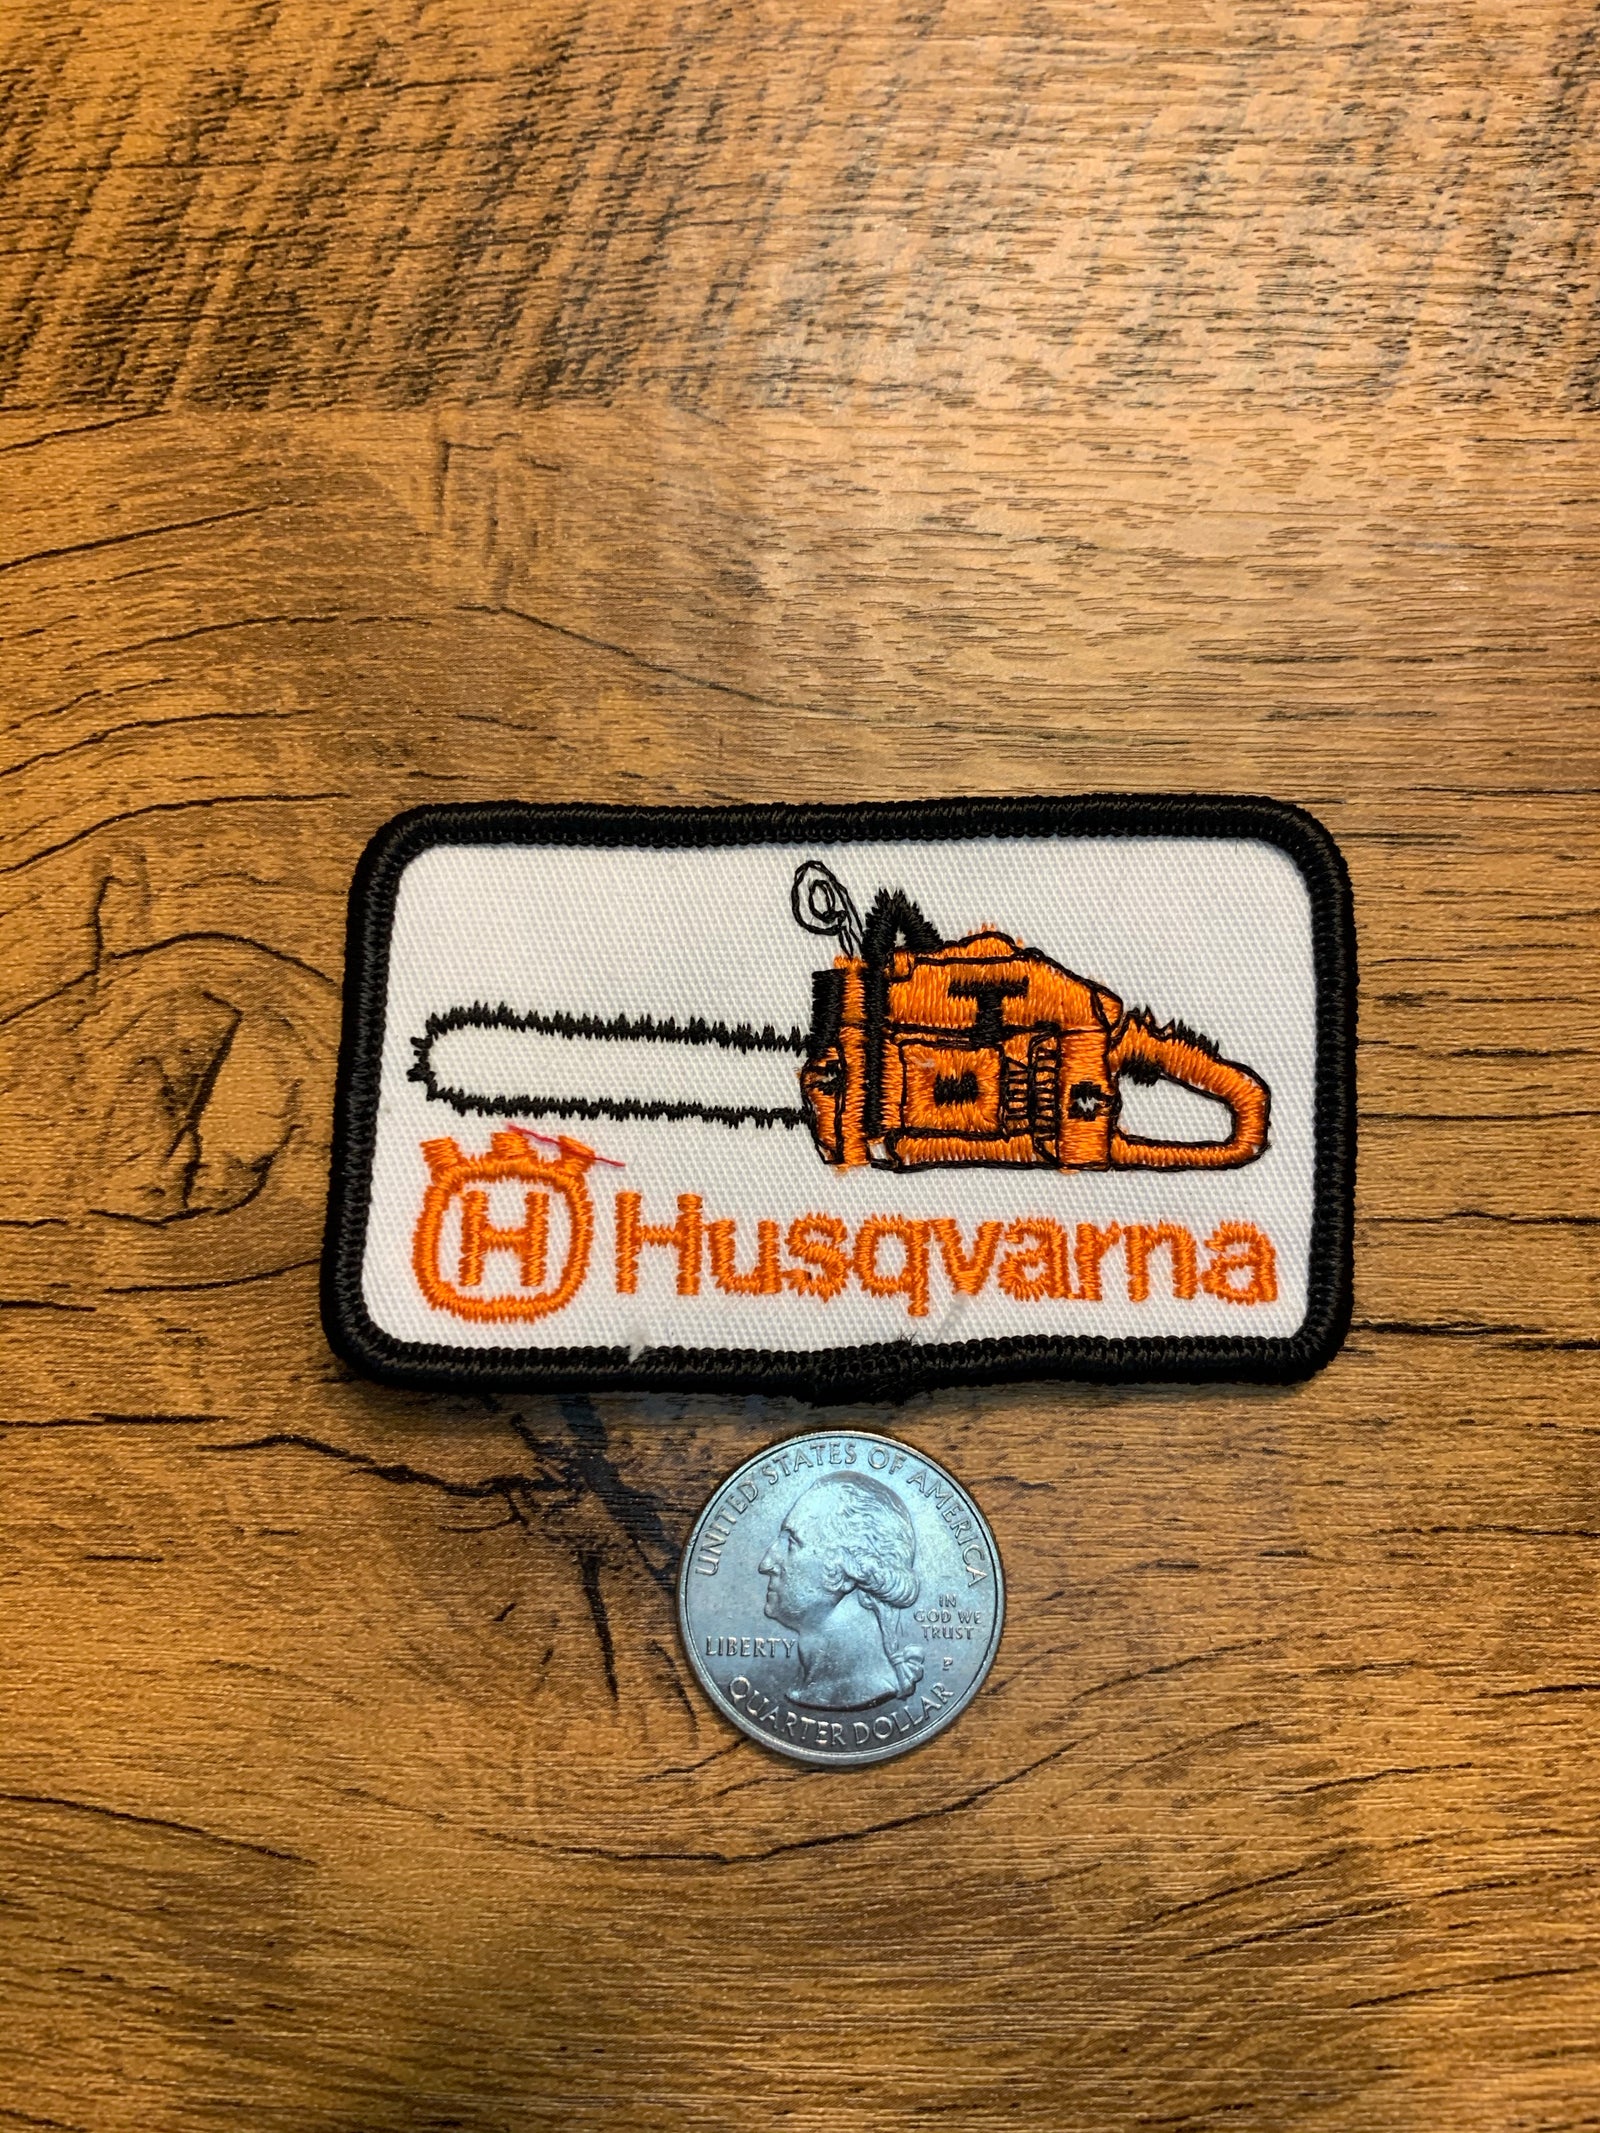 H Husqvarna
UNITED STATES OF AMERICA
IN
GOD WE
TRUST
LIBERTY
P
QUARTER DOLLAR